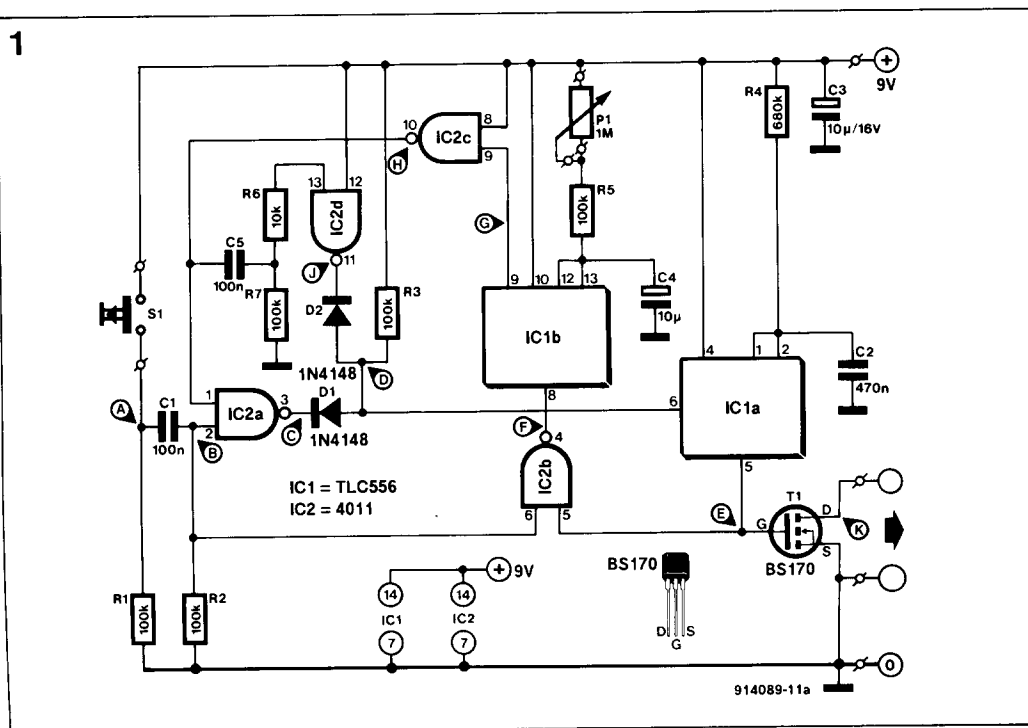 1
9V
R4
680k
C3
10µ/16V
P1
1M
10
IC2c
8
9
H
13
12
R6
10k
IC2d
R5
100k
G
C5
100n
11
J
R7
100k
D2
R3
100k
9
10
12
13
C4
10µ
IC1b
S1
1N4148
D
4
1
2
C2
470n
8
A
C1
100n
1
2
IC2a
3
D1
C
1N4148
6
IC1a
B
F
4
5
IC1 = TLC556
IC2 = 4011
IC2b
6
5
E
T1
G
D
S
K
BS170
BS170
D
G
S
9V
14
14
IC1
IC2
7
7
R1
100k
R2
100k
0
914089-11a